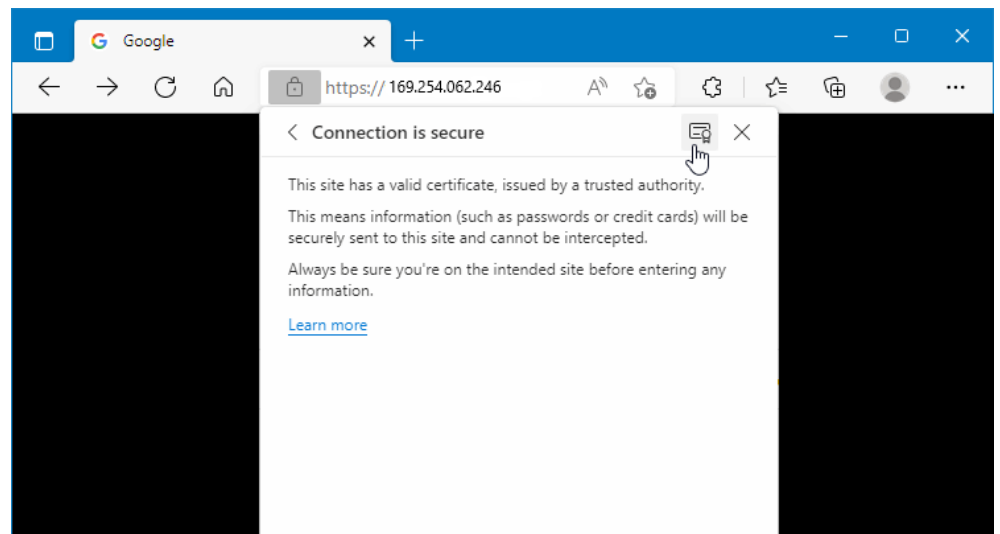 Google
https:// 169.254.062.246
Connection is secure
This site has a valid certificate, issued by a trusted authority.
This means information (such as passwords or credit cards) will be
securely sent to this site and cannot be intercepted.
Always be sure you're on the intended site before entering any
information.
Learn more